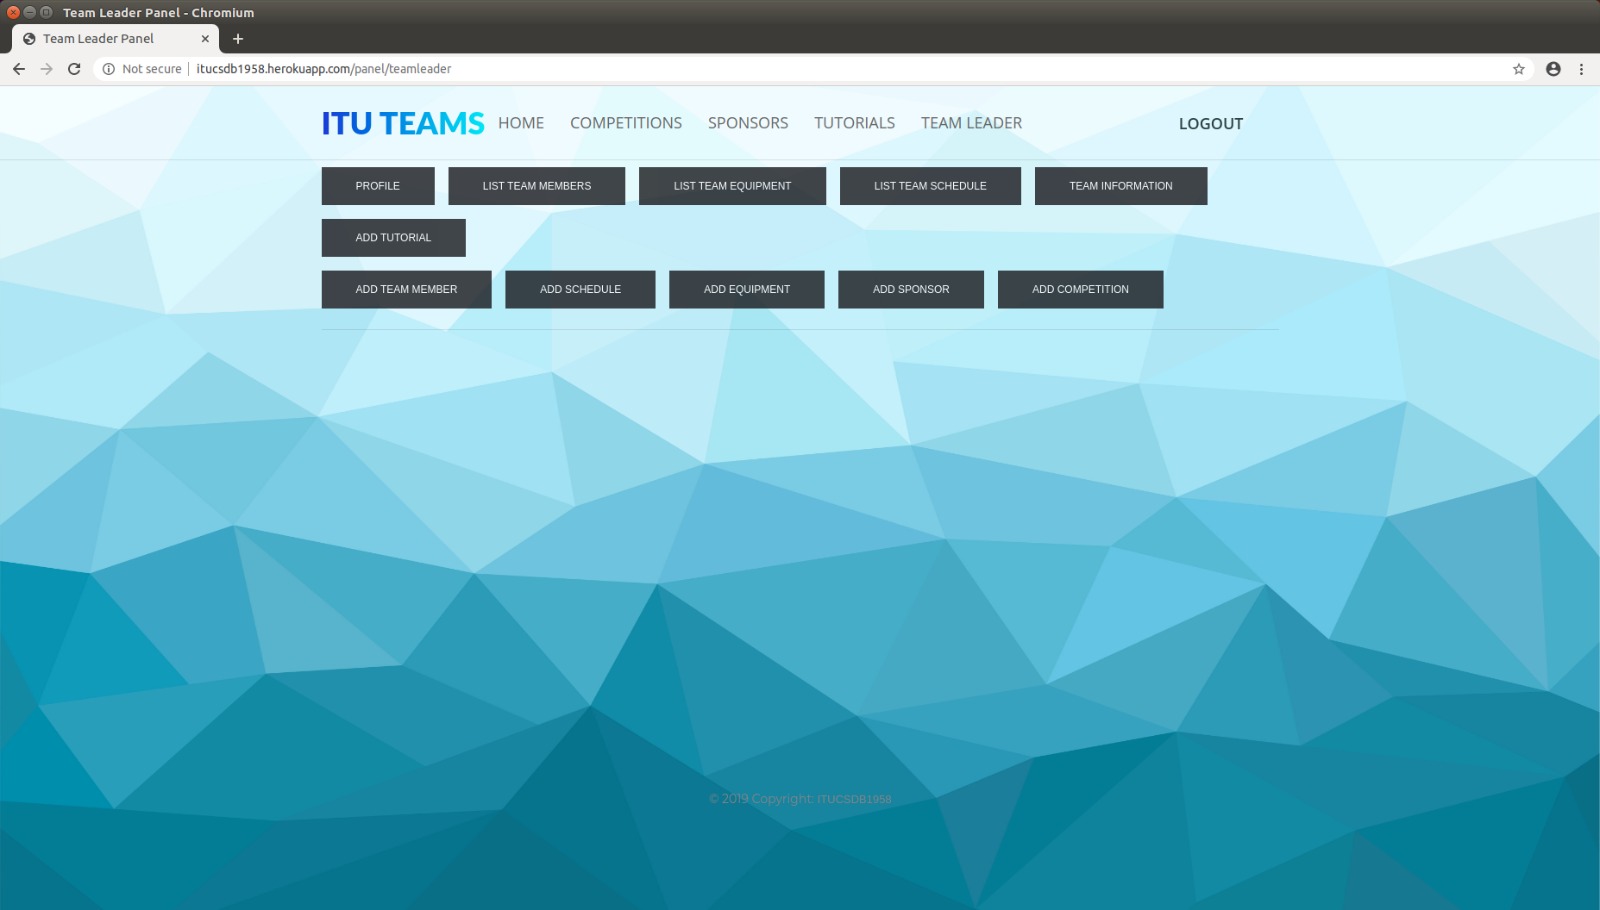 Team Leader Panel - Chromium
Team Leader Panel
Not secure itucsdb1958.herokuapp.com/panel/teamleader
ITU TEAMS HOME COMPETITIONS SPONSORS TUTORIALS TEAM LEADER LOGOUT
PROFILE LIST TEAM MEMBERS LIST TEAM EQUIPMENT LIST TEAM SCHEDULE TEAM INFORMATION
ADD TUTORIAL
ADD TEAM MEMBER ADD SCHEDULE ADD EQUIPMENT ADD SPONSOR ADD COMPETITION
© 2019 Copyright: ITUCSDB1958